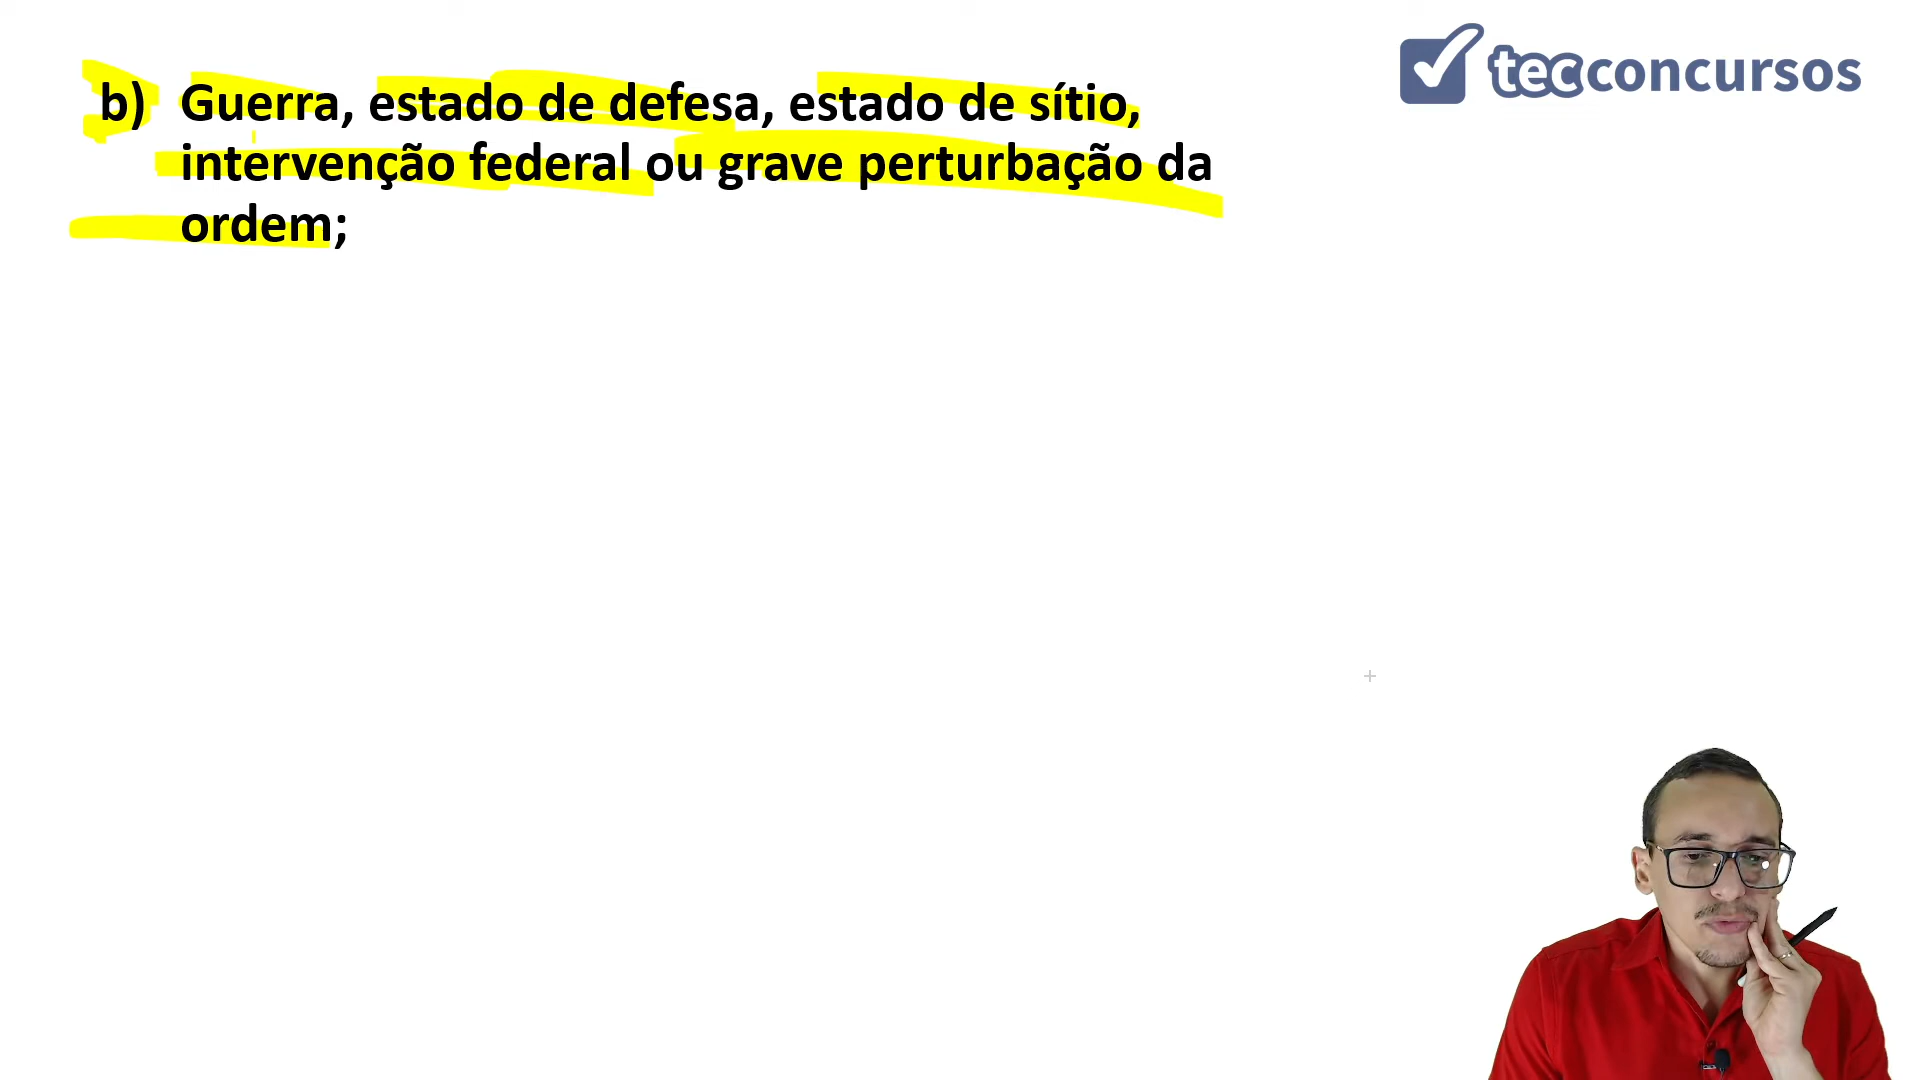 tecconcursos
b) Guerra, estado de defesa, estado de sítio,
intervenção federal ou grave perturbação da
ordem;